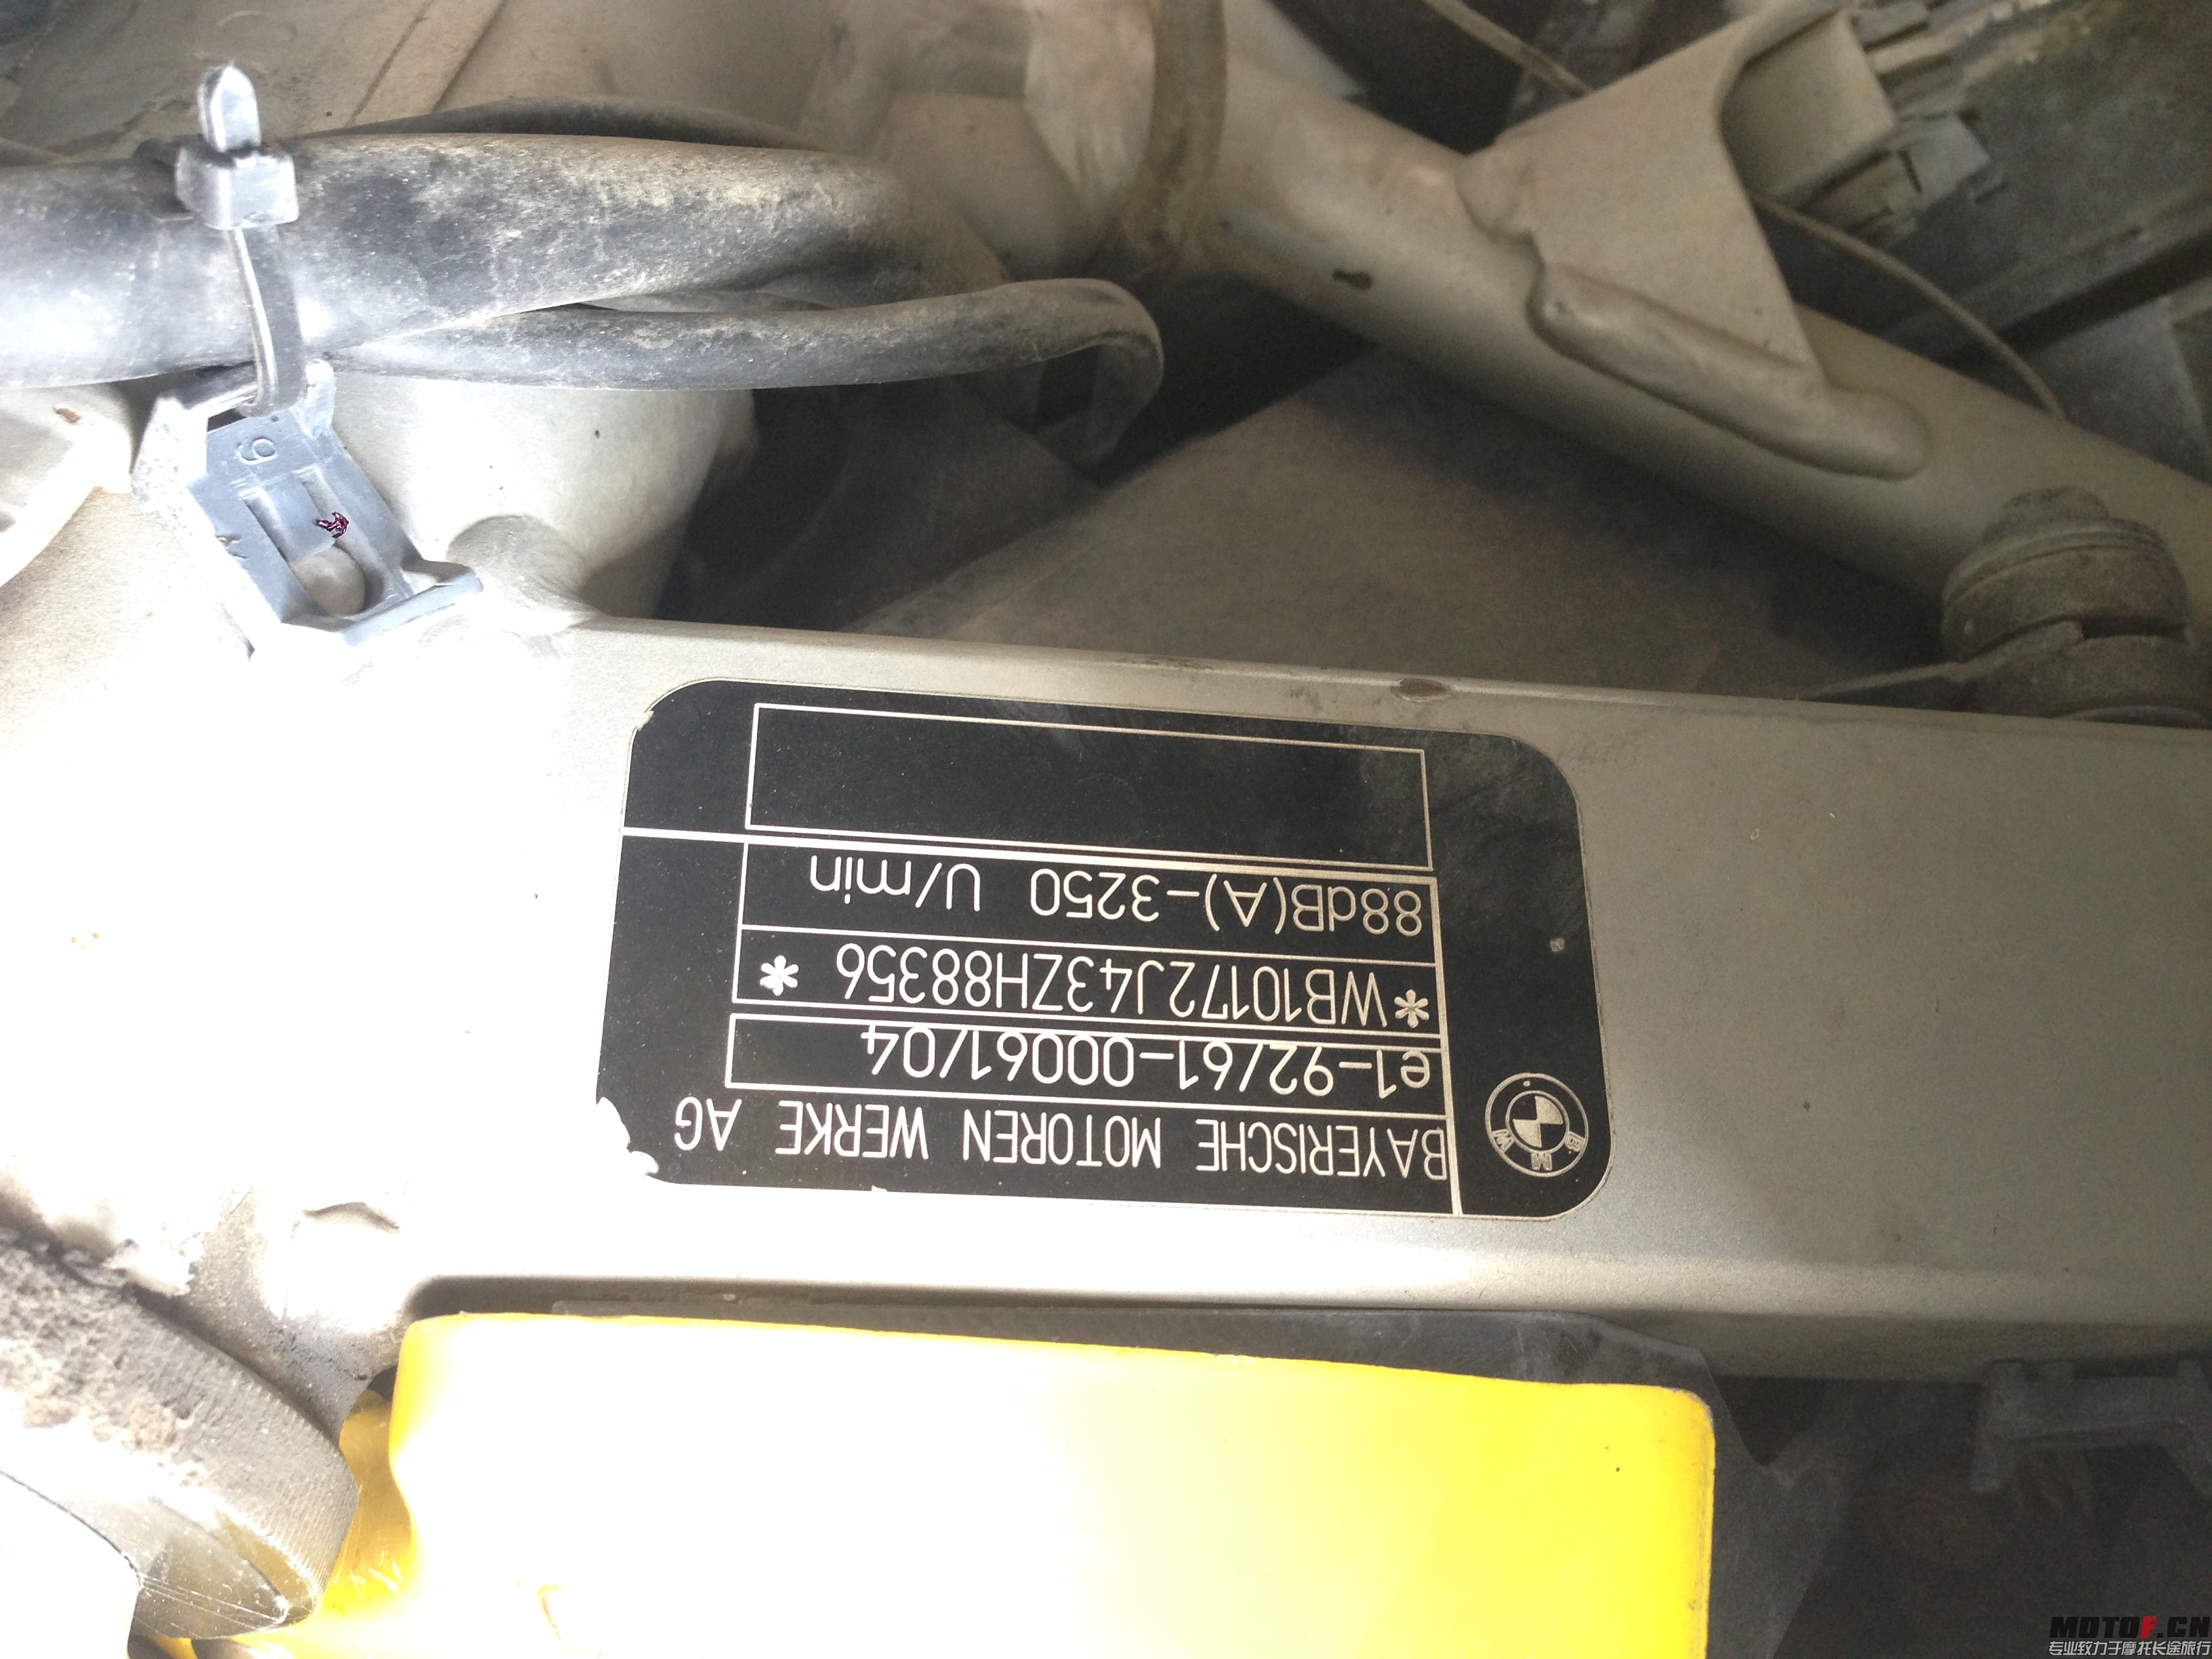 BAYERISCHE MOTOREN WERKE AG
e1-92/61-00061/04
*WB10172J43ZH88356 *
88dB(A)-3250 U/min
BMW
6
MOTOF.CN
专业致力于摩托长途旅行